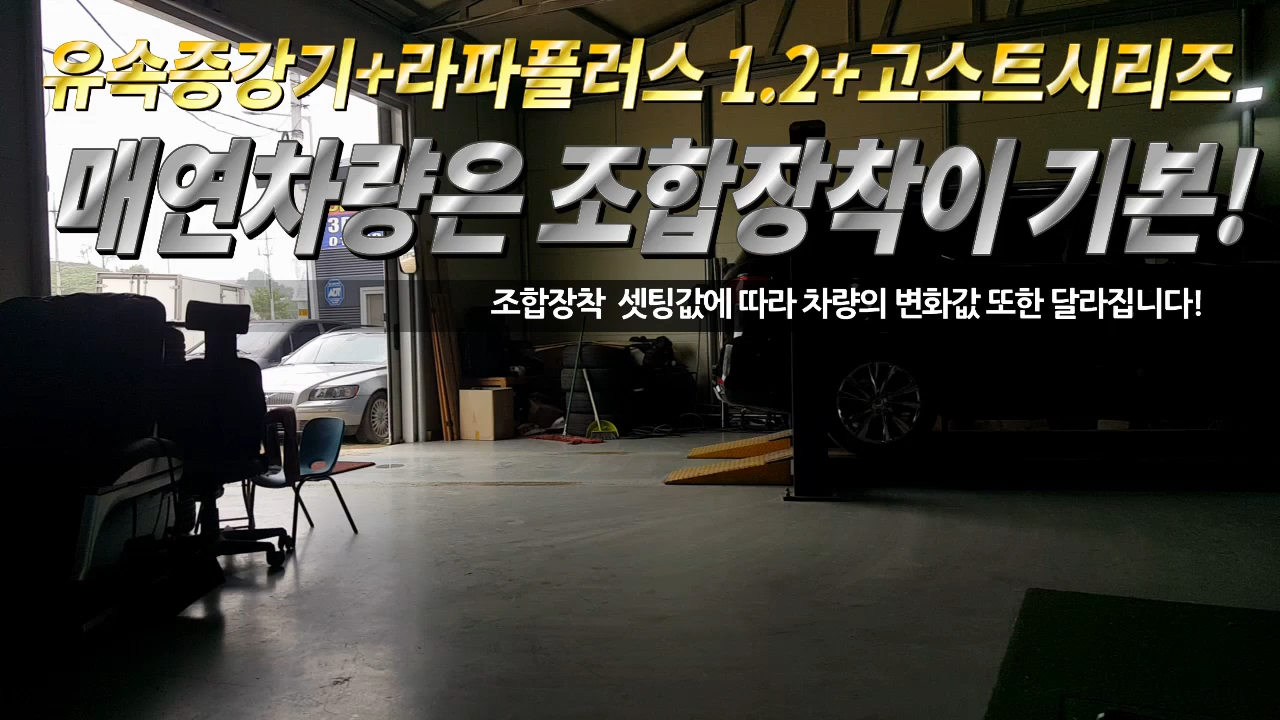 유속증강기+라파플러스 1.2+고스트시리즈
매연차량은 조합장착이 기본!
조합장착 셋팅값에 따라 차량의 변화값 또한 달라집니다!
ADT